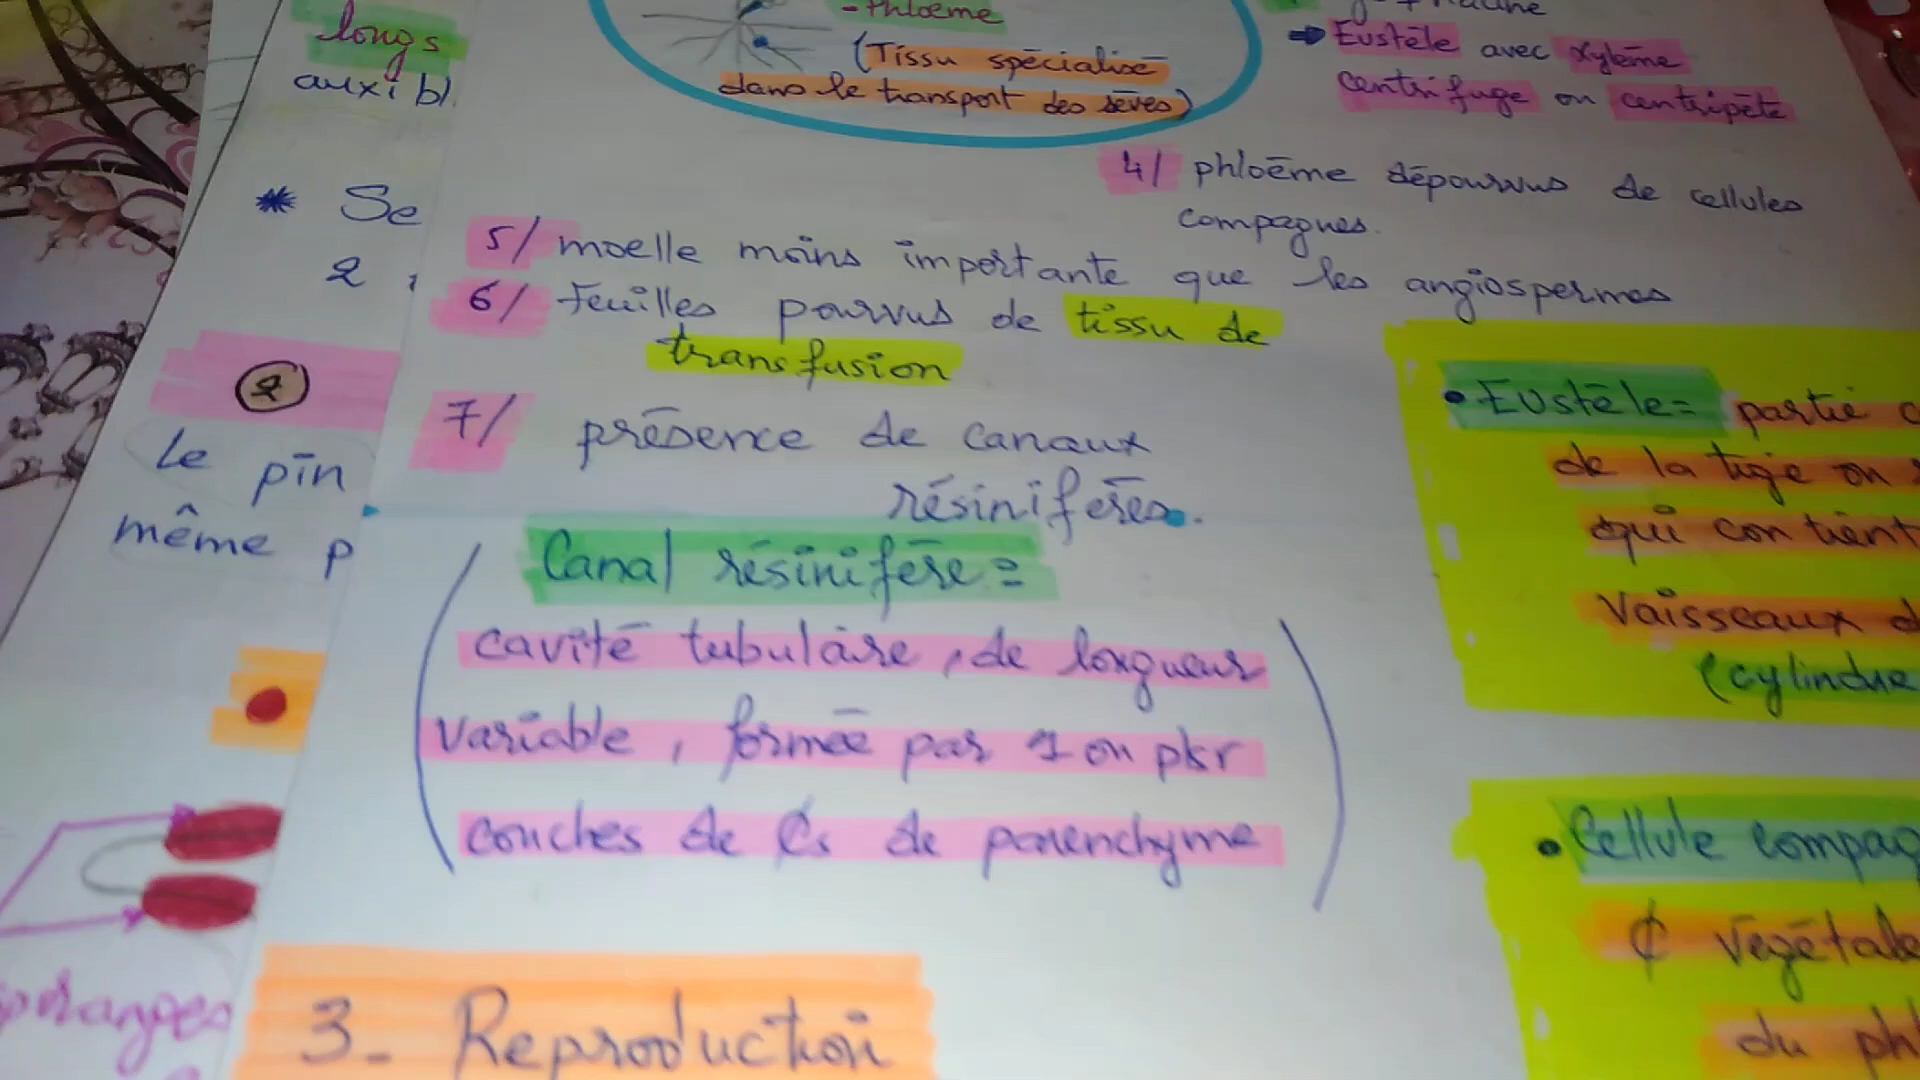 longs
auxibl
* Se
2
2
Le pin
même p
- Phloème
(Tissu spécialisé
dans le transport des sèves)
➡ Eustèle avec xylème
centrifuge ou centripète
4/ phloème dépourvus de cellules
compagnes.
5/ moelle moins importante que les angiospermes
6/ Feuilles pourvus de tissu de
transfusion
7/ présence de canaux
résinifères.
Canal résinifère =
(cavité tubulaire, de longueur
variable, formée par 1 ou plsr
couches de ₵s de parenchyme)
3- Reproduction
• Eustèle = partie c
de la tige ou
qui contient
vaisseaux d
(cylindre
• Cellule compag
₵ végétale
du ph